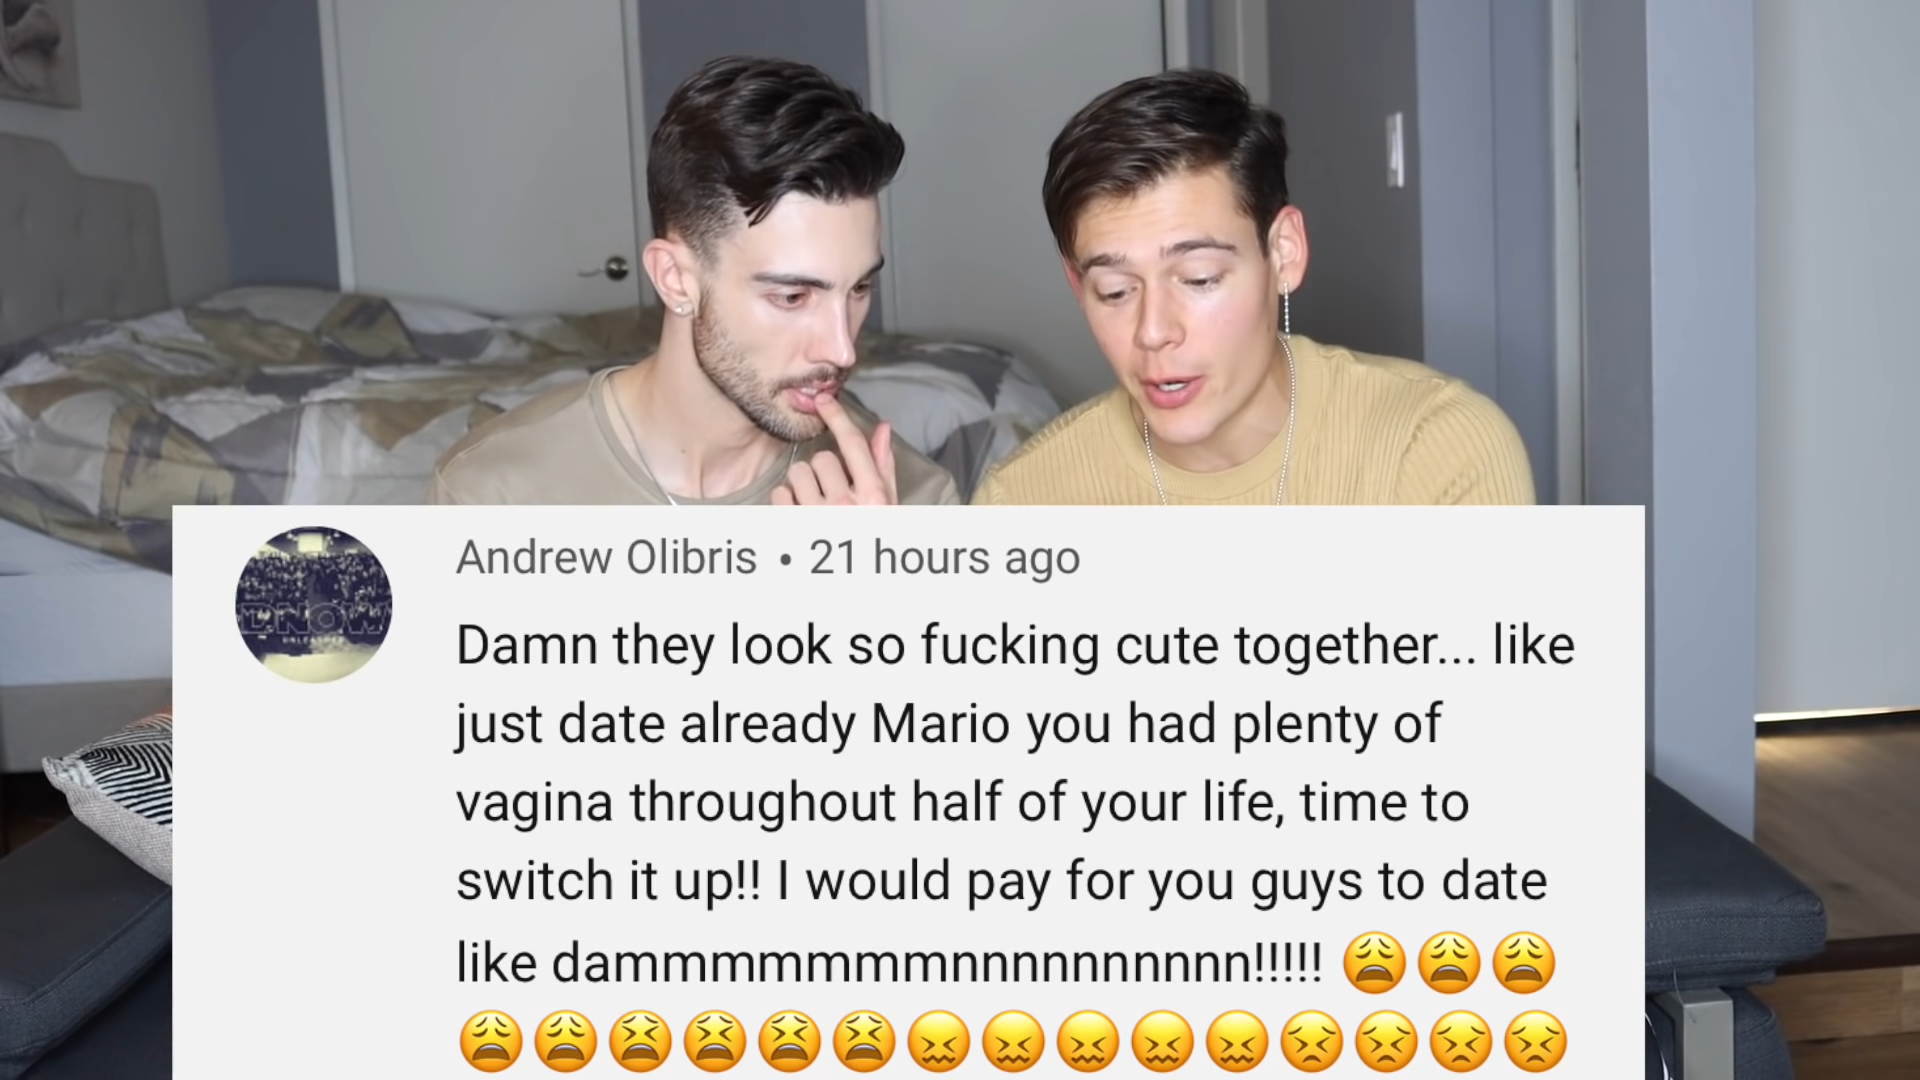 Andrew Olibris • 21 hours ago
DNOW
UNLEASHED
Damn they look so fucking cute together... like
just date already Mario you had plenty of
vagina throughout half of your life, time to
switch it up!! I would pay for you guys to date
like dammmmmmmnnnnnnnnnn!!!!! 😩😩😩
😩😩😫😫😫😫😖😖😖😖😖😣😣😣😣